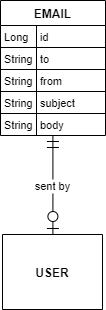 EMAIL
Long id
String to
String from
String subject
String body
sent by
USER